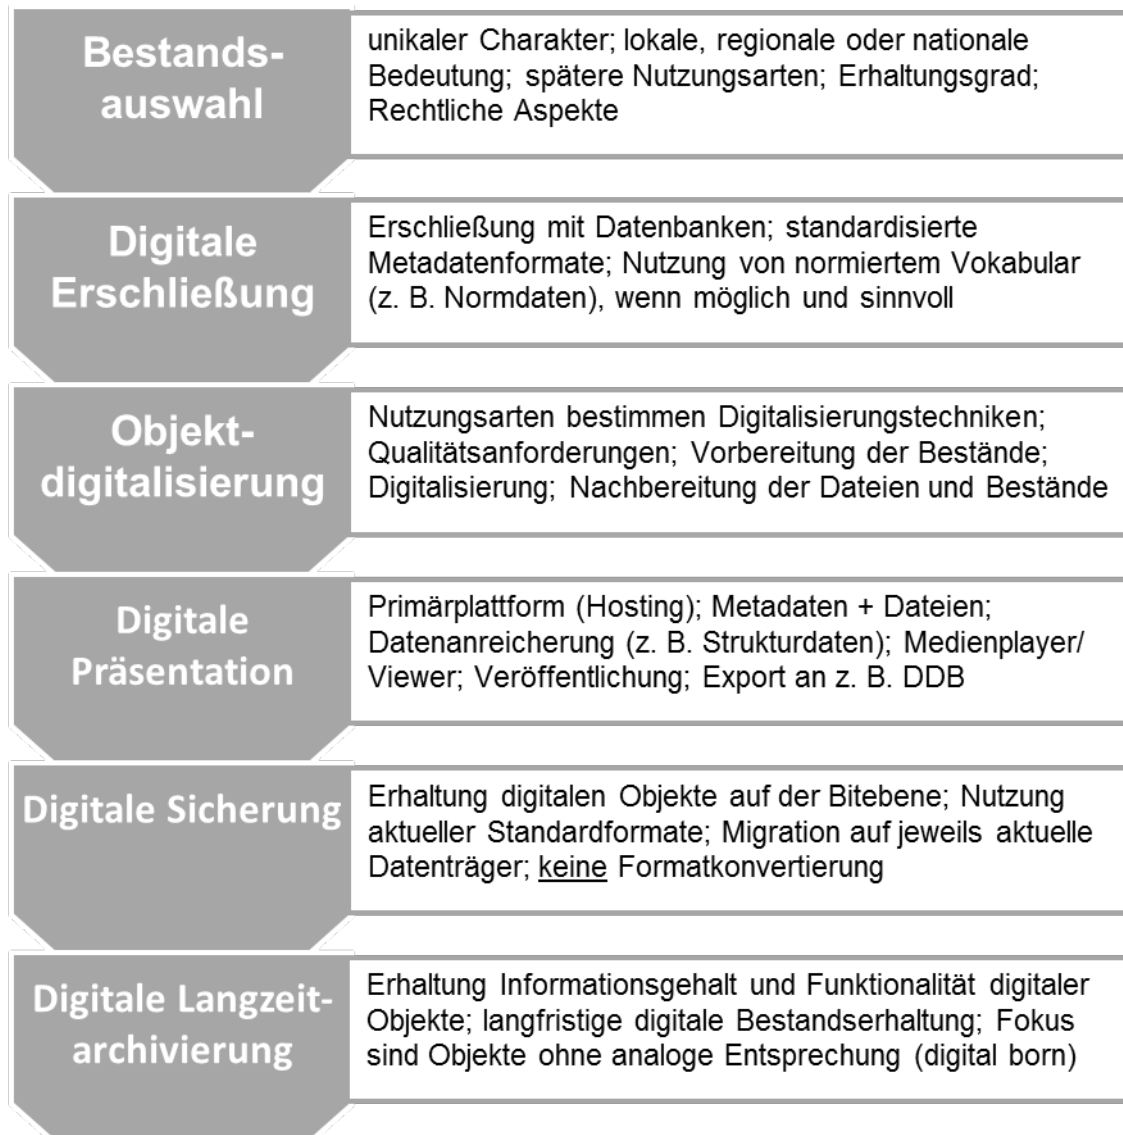 Bestands-
auswahl
unikaler Charakter; lokale, regionale oder nationale
Bedeutung; spätere Nutzungsarten; Erhaltungsgrad;
Rechtliche Aspekte
Digitale
Erschließung
Erschließung mit Datenbanken; standardisierte
Metadatenformate; Nutzung von normiertem Vokabular
(z. B. Normdaten), wenn möglich und sinnvoll
Objekt-
digitalisierung
Nutzungsarten bestimmen Digitalisierungstechniken;
Qualitätsanforderungen; Vorbereitung der Bestände;
Digitalisierung; Nachbereitung der Dateien und Bestände
Digitale
Präsentation
Primärplattform (Hosting); Metadaten + Dateien;
Datenanreicherung (z. B. Strukturdaten); Medienplayer/
Viewer; Veröffentlichung; Export an z. B. DDB
Digitale Sicherung
Erhaltung digitalen Objekte auf der Bitebene; Nutzung
aktueller Standardformate; Migration auf jeweils aktuelle
Datenträger; keine Formatkonvertierung
Digitale Langzeit-
archivierung
Erhaltung Informationsgehalt und Funktionalität digitaler
Objekte; langfristige digitale Bestandserhaltung; Fokus
sind Objekte ohne analoge Entsprechung (digital born)